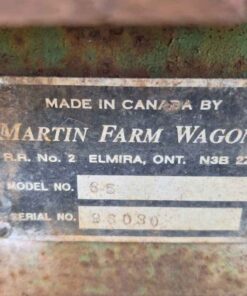 MADE IN CANADA BY
MARTIN FARM WAGON
R.R. No. 2 ELMIRA, ONT. N3B
MODEL NO.
SERIAL NO.